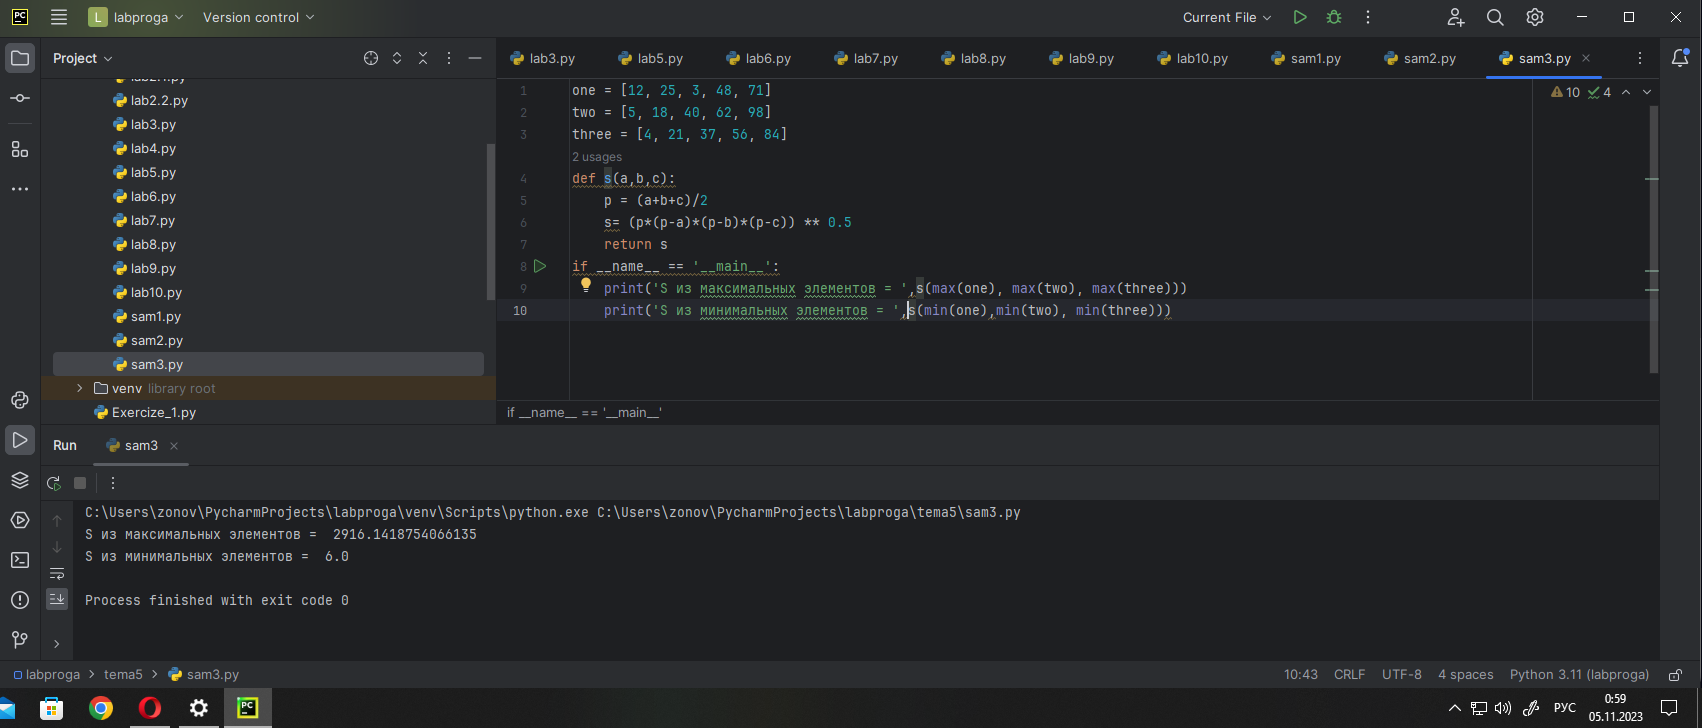 PC
L labproga Version control Current File
Project
lab3.py lab5.py lab6.py lab7.py lab8.py lab9.py lab10.py sam1.py sam2.py sam3.py
lab2.1.py
lab2.2.py
lab3.py
lab4.py
lab5.py
lab6.py
lab7.py
lab8.py
lab9.py
lab10.py
sam1.py
sam2.py
sam3.py
venv library root
Exercize_1.py
10 4
1 one = [12, 25, 3, 48, 71]
2 two = [5, 18, 40, 62, 98]
3 three = [4, 21, 37, 56, 84]
2 usages
4 def s(a,b,c):
5 p = (a+b+c)/2
6 s= (p*(p-a)*(p-b)*(p-c)) ** 0.5
7 return s
8 if __name__ == '__main__':
9 print('S из максимальных элементов = ',s(max(one), max(two), max(three)))
10 print('S из минимальных элементов = ',s(min(one),min(two), min(three)))
if __name__ == '__main__'
Run sam3
C:\Users\zonov\PycharmProjects\labproga\venv\Scripts\python.exe C:\Users\zonov\PycharmProjects\labproga\tema5\sam3.py
S из максимальных элементов =  2916.1418754066135
S из минимальных элементов =  6.0
Process finished with exit code 0
labproga > tema5 > sam3.py
10:43 CRLF UTF-8 4 spaces Python 3.11 (labproga)
PC
РУС
0:59
05.11.2023